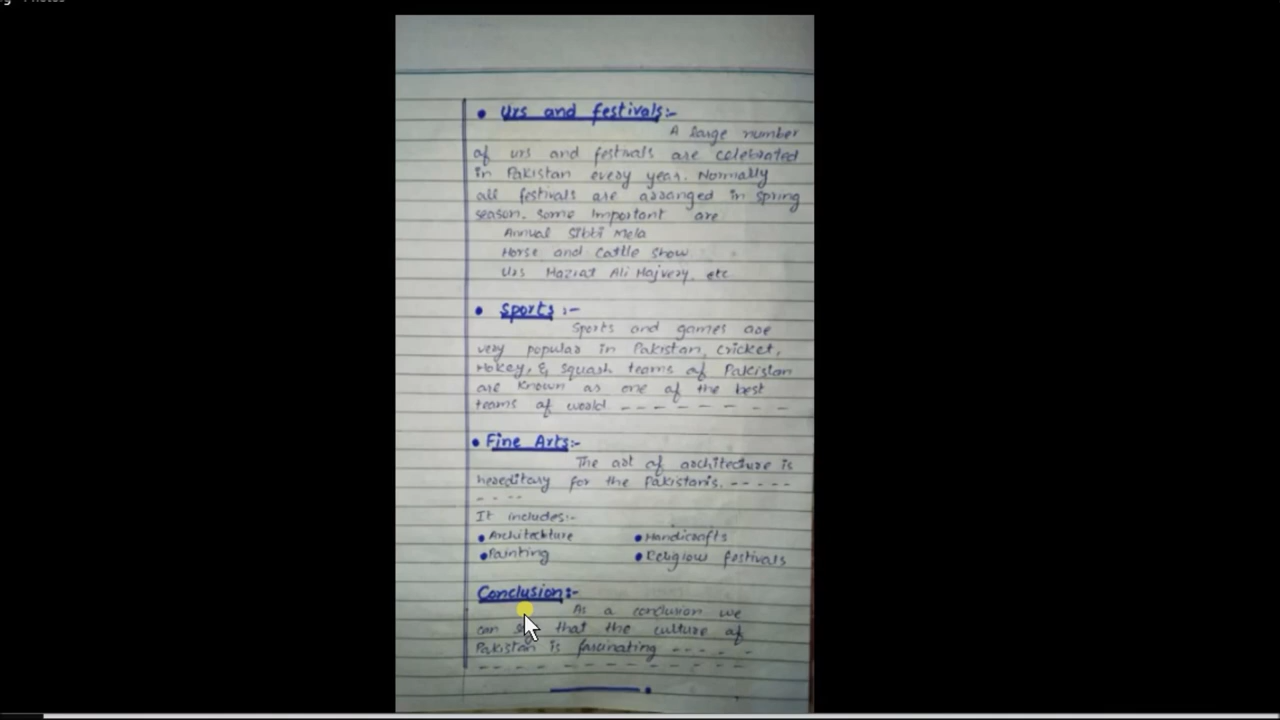 • Urs and festivals:-
A large number
of urs and festivals are celebrated
in Pakistan every year. Normally
all festivals are arranged in spring
season. Some important are
Annual Sibbi Mela
Horse and Cattle Show
Urs Hazrat Ali Hajvery, etc
• Sports :-
Sports and games are
very popular in Pakistan, Cricket,
Hokey, & squash teams of Pakistan
are known as one of the best
teams of world - - - - - - - -
• Fine Arts:-
The art of architecture is
hereditary for the Pakistanis. - - - - -
- - - -
It includes:-
• Architekture • Handicrafts
• Painting • Religious festivals
Conclusion:-
As a conclusion we
can say that the culture of
Pakistan is fascinating - - - - -
- - - - - - - - - - - - - - -